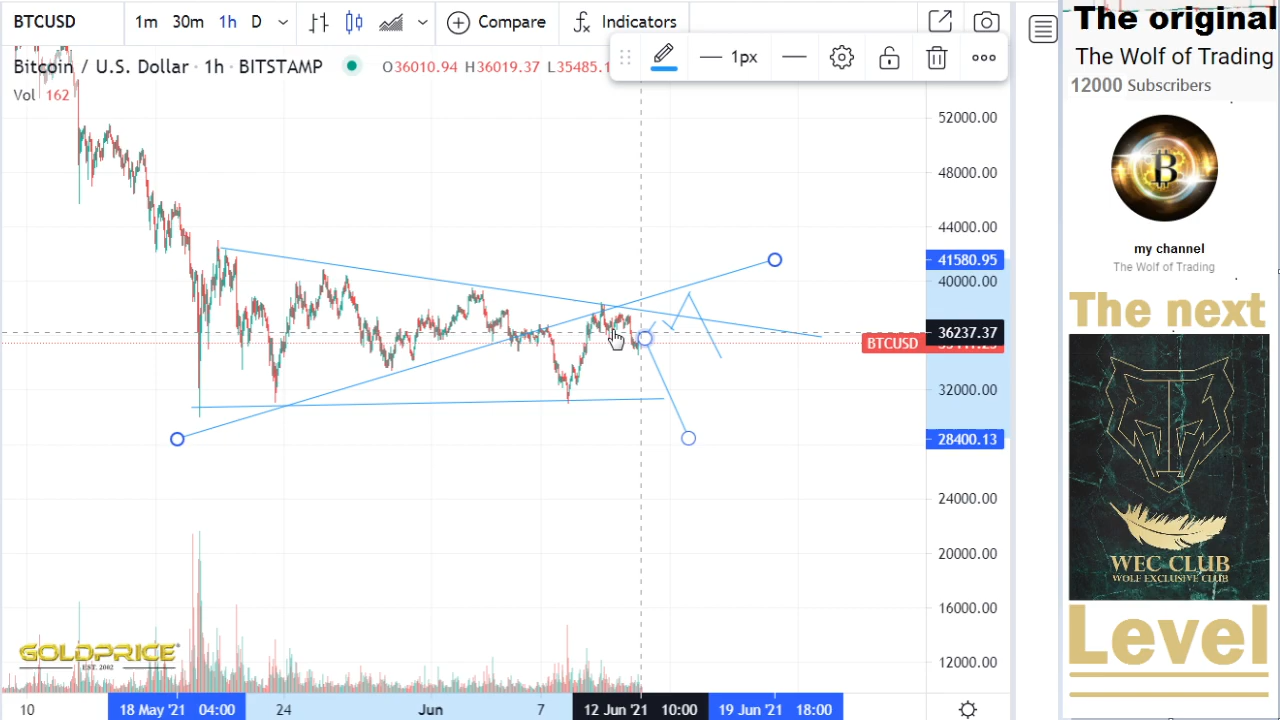 BTCUSD
1m 30m 1h D
Compare
Indicators
Bitcoin / U.S. Dollar · 1h · BITSTAMP
O36010.94 H36019.37 L35485.1
1px
Vol 162
52000.00
48000.00
44000.00
41580.95
40000.00
36237.37
BTCUSD
32000.00
28400.13
24000.00
20000.00
16000.00
12000.00
GOLDPRICE
EST. 2002
10
18 May '21 04:00
24
Jun
7
12 Jun '21 10:00
19 Jun '21 18:00
The original
The Wolf of Trading
12000 Subscribers
B
my channel
The Wolf of Trading
The next
WEC CLUB
WOLF EXCLUSIVE CLUB
Level